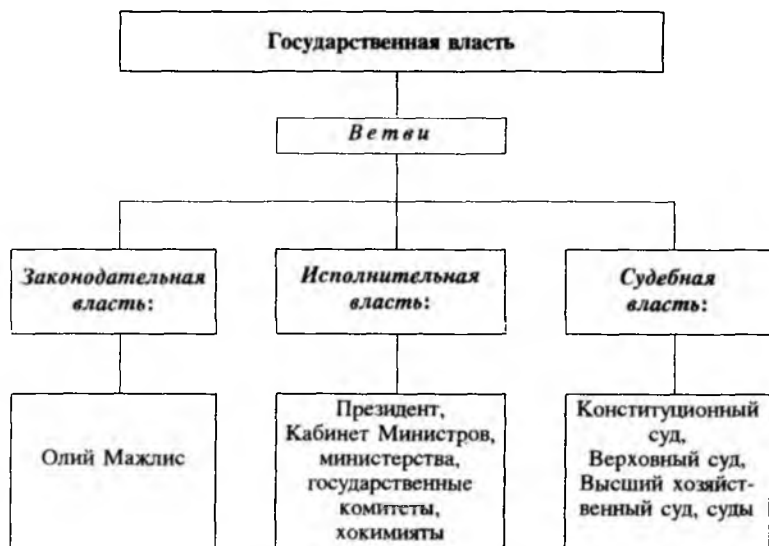 Государственная власть
Ветви
Законодательная
власть:
Исполнительная
власть:
Судебная
власть:
Олий Мажлис
Президент,
Кабинет Министров,
министерства,
государственные
комитеты,
хокимияты
Конституционный
суд,
Верховный суд,
Высший хозяйст-
венный суд, суды